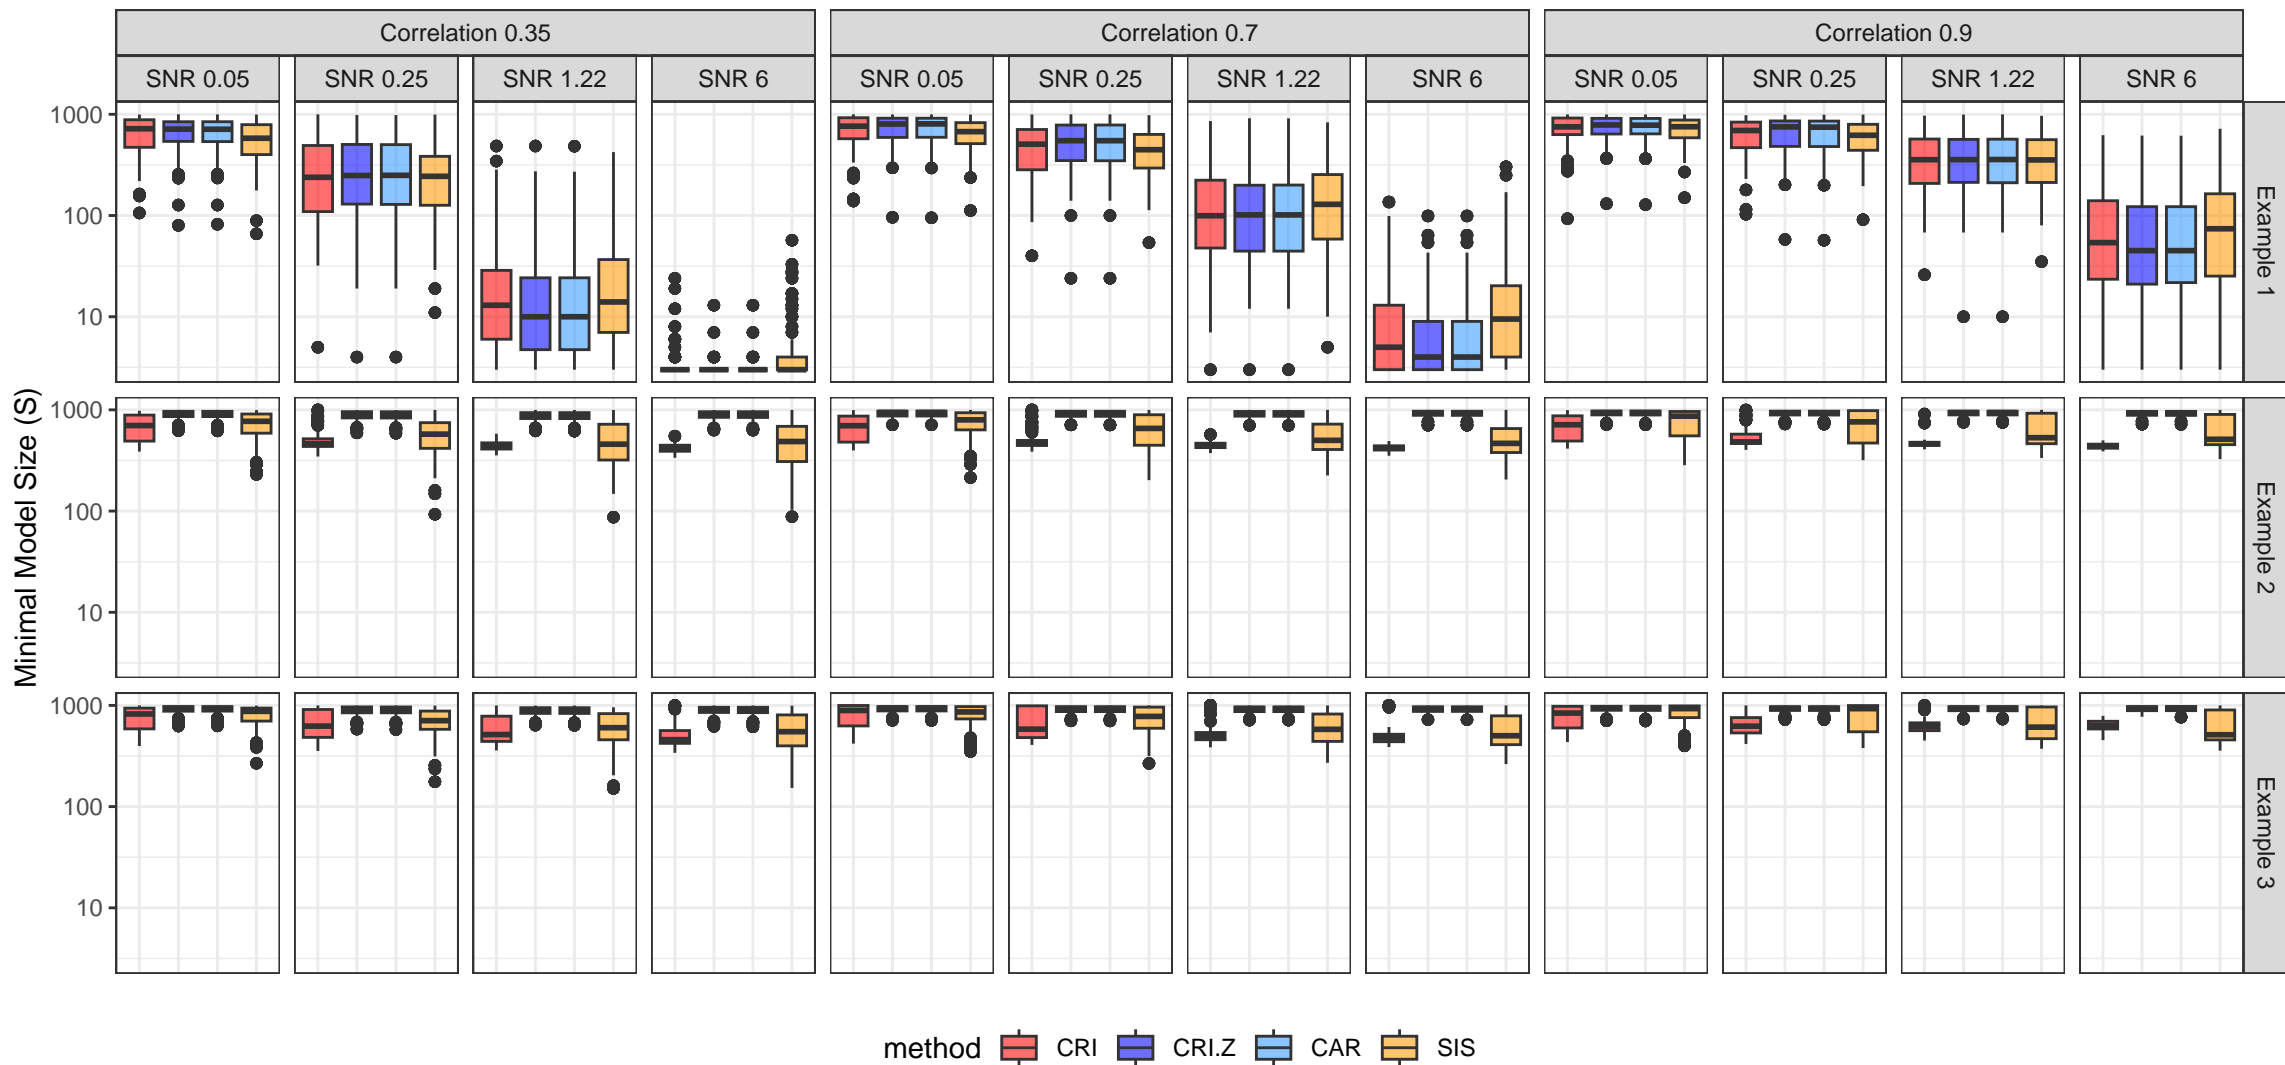 Correlation 0.35 Correlation 0.7 Correlation 0.9
SNR 0.05 SNR 0.25 SNR 1.22 SNR 6 SNR 0.05 SNR 0.25 SNR 1.22 SNR 6 SNR 0.05 SNR 0.25 SNR 1.22 SNR 6
Minimal Model Size (S)
1000
100
10
Example 1
1000
100
10
Example 2
1000
100
10
Example 3
method CRI CRI.Z CAR SIS